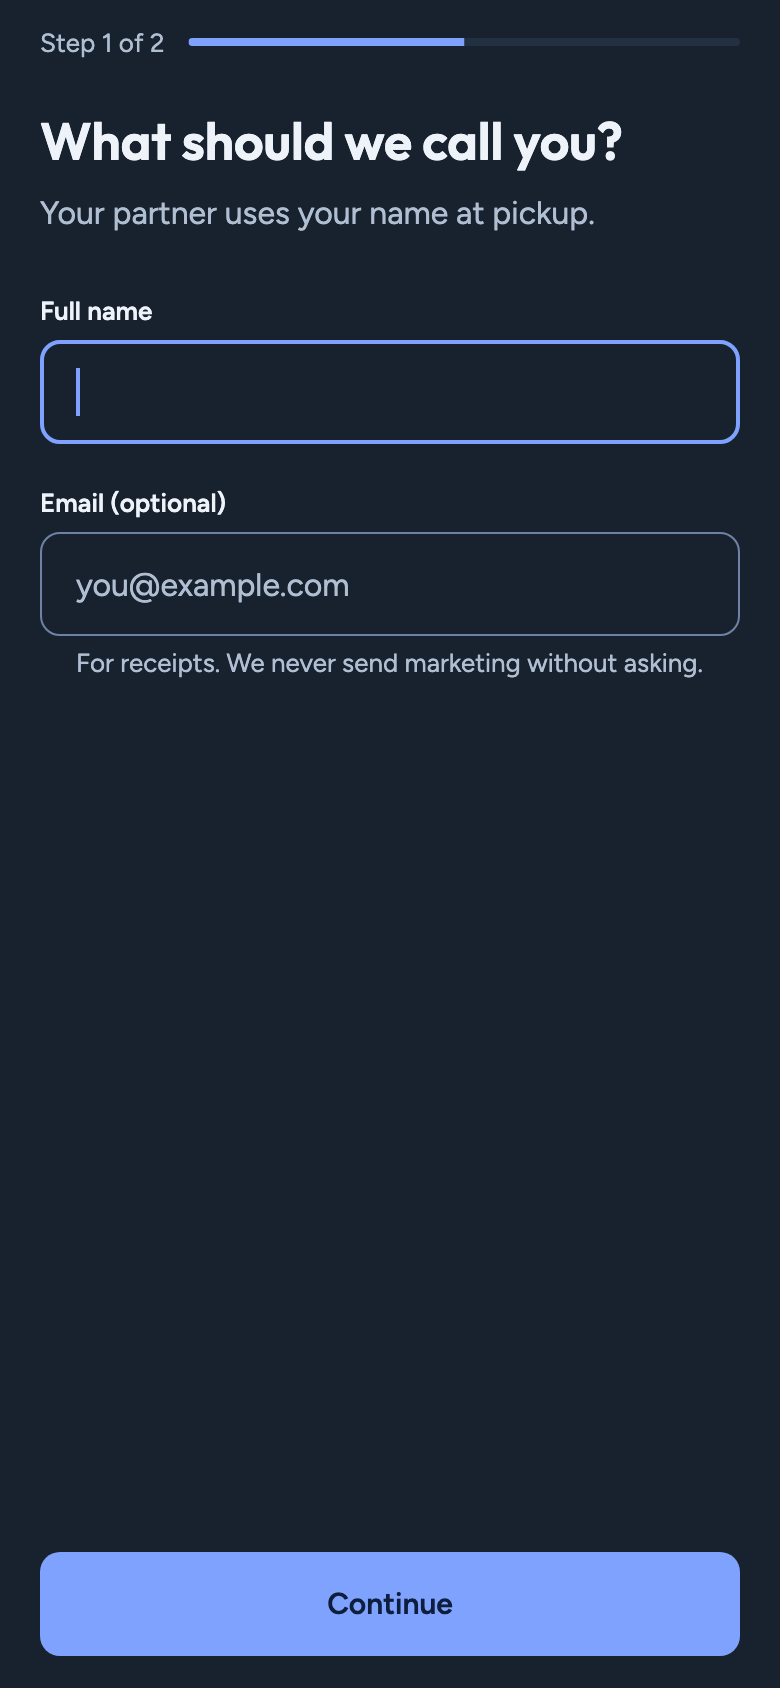 Step 1 of 2
What should we call you?
Your partner uses your name at pickup.
Full name
Email (optional)
you@example.com
For receipts. We never send marketing without asking.
Continue